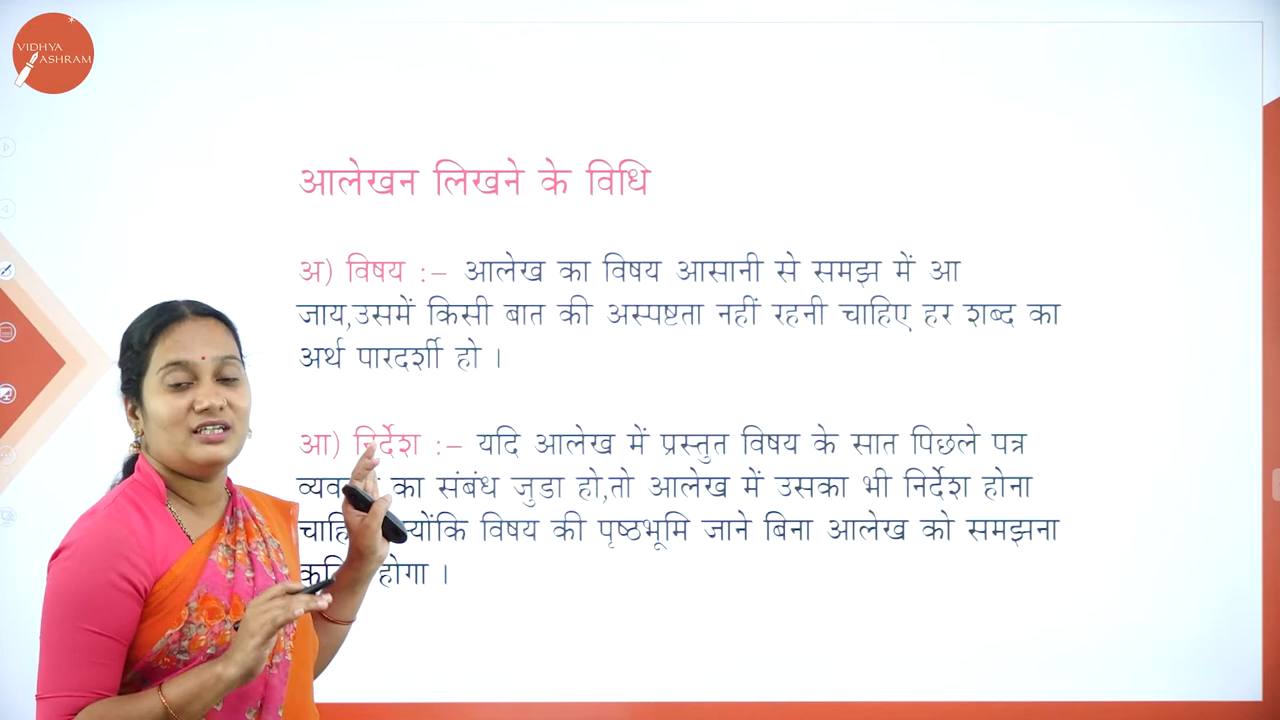 VIDHYA
ASHRAM
आलेखन लिखने के विधि
अ) विषय :– आलेख का विषय आसानी से समझ में आ
जाय,उसमें किसी बात की अस्पष्टता नहीं रहनी चाहिए हर शब्द का
अर्थ पारदर्शी हो ।
आ) निर्देश :– यदि आलेख में प्रस्तुत विषय के सात पिछले पत्र
का संबंध जुडा हो,तो आलेख में उसका भी निर्देश होना
क्योंकि विषय की पृष्ठभूमि जाने बिना आलेख को समझना
होगा ।